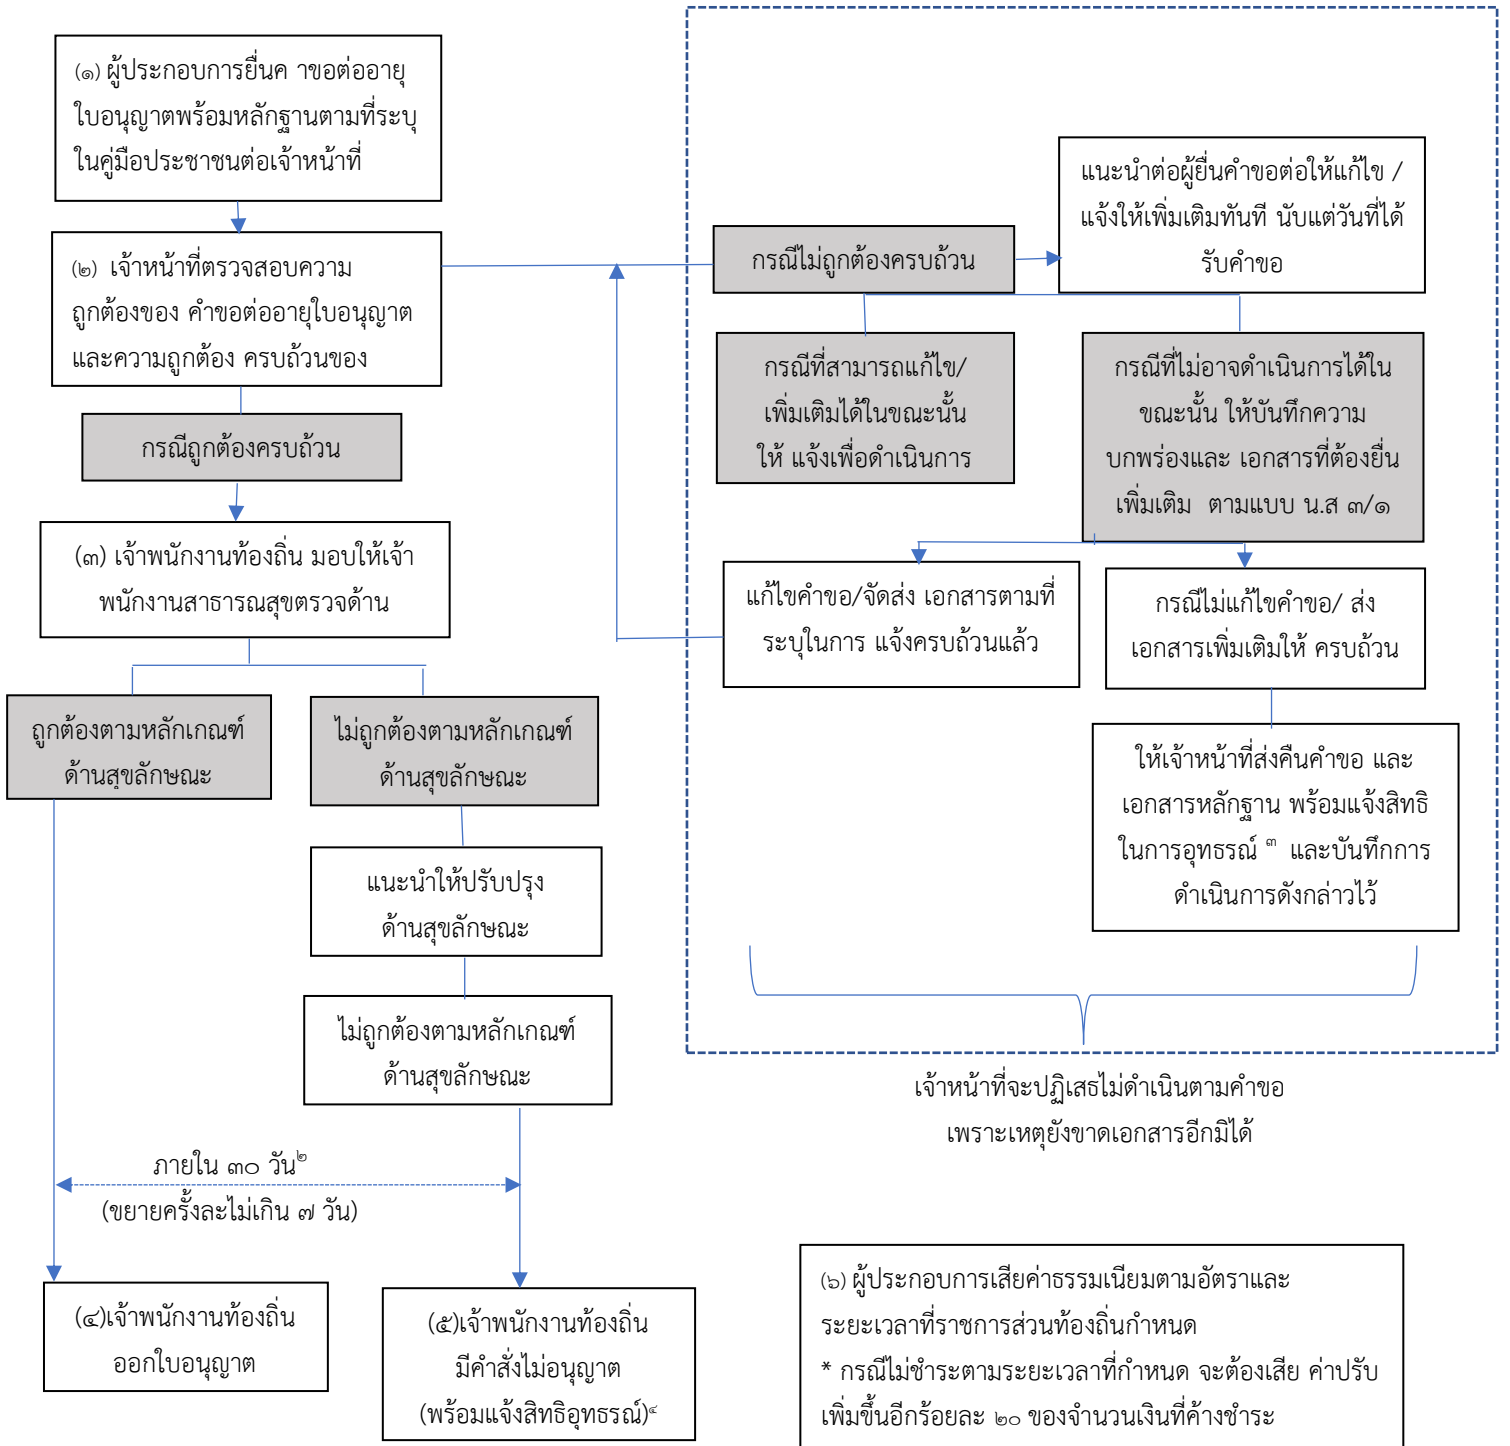 (๑) ผู้ประกอบการยื่นค าขอต่ออายุ
ใบอนุญาตพร้อมหลักฐานตามที่ระบุ
ในคู่มือประชาชนต่อเจ้าหน้าที่
(๒) เจ้าหน้าที่ตรวจสอบความ
ถูกต้องของ คำขอต่ออายุใบอนุญาต
และความถูกต้อง ครบถ้วนของ
กรณีถูกต้องครบถ้วน
(๓) เจ้าพนักงานท้องถิ่น มอบให้เจ้า
พนักงานสาธารณสุขตรวจด้าน
ถูกต้องตามหลักเกณฑ์
ด้านสุขลักษณะ
ไม่ถูกต้องตามหลักเกณฑ์
ด้านสุขลักษณะ
แนะนำให้ปรับปรุง
ด้านสุขลักษณะ
ไม่ถูกต้องตามหลักเกณฑ์
ด้านสุขลักษณะ
ภายใน ๓๐ วัน๒
(ขยายครั้งละไม่เกิน ๗ วัน)
(๔)เจ้าพนักงานท้องถิ่น
ออกใบอนุญาต
(๕)เจ้าพนักงานท้องถิ่น
มีคำสั่งไม่อนุญาต
(พร้อมแจ้งสิทธิอุทธรณ์)๔
กรณีไม่ถูกต้องครบถ้วน
แนะนำต่อผู้ยื่นคำขอต่อให้แก้ไข /
แจ้งให้เพิ่มเติมทันที นับแต่วันที่ได้
รับคำขอ
กรณีที่สามารถแก้ไข/
เพิ่มเติมได้ในขณะนั้น
ให้ แจ้งเพื่อดำเนินการ
กรณีที่ไม่อาจดำเนินการได้ใน
ขณะนั้น ให้บันทึกความ
บกพร่องและ เอกสารที่ต้องยื่น
เพิ่มเติม ตามแบบ น.ส ๓/๑
แก้ไขคำขอ/จัดส่ง เอกสารตามที่
ระบุในการ แจ้งครบถ้วนแล้ว
กรณีไม่แก้ไขคำขอ/ ส่ง
เอกสารเพิ่มเติมให้ ครบถ้วน
ให้เจ้าหน้าที่ส่งคืนคำขอ และ
เอกสารหลักฐาน พร้อมแจ้งสิทธิ
ในการอุทธรณ์ ๓ และบันทึกการ
ดำเนินการดังกล่าวไว้
เจ้าหน้าที่จะปฏิเสธไม่ดำเนินตามคำขอ
เพราะเหตุยังขาดเอกสารอีกมิได้
(๖) ผู้ประกอบการเสียค่าธรรมเนียมตามอัตราและ
ระยะเวลาที่ราชการส่วนท้องถิ่นกำหนด
* กรณีไม่ชำระตามระยะเวลาที่กำหนด จะต้องเสีย ค่าปรับ
เพิ่มขึ้นอีกร้อยละ ๒๐ ของจำนวนเงินที่ค้างชำระ